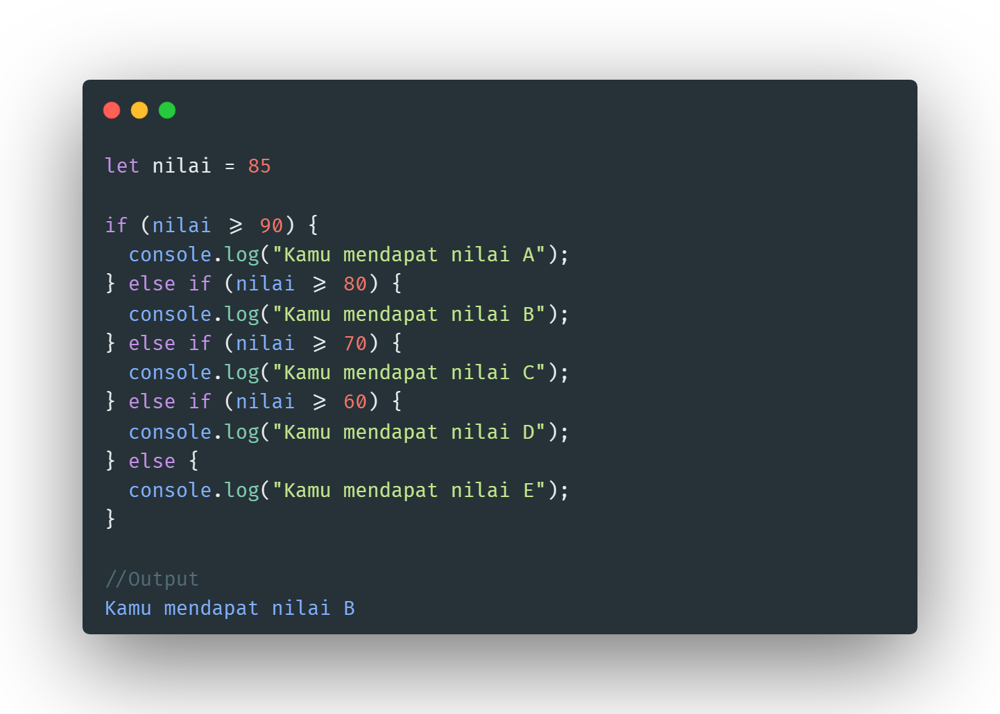 let nilai = 85
if (nilai >= 90) {
  console.log("Kamu mendapat nilai A");
} else if (nilai >= 80) {
  console.log("Kamu mendapat nilai B");
} else if (nilai >= 70) {
  console.log("Kamu mendapat nilai C");
} else if (nilai >= 60) {
  console.log("Kamu mendapat nilai D");
} else {
  console.log("Kamu mendapat nilai E");
}
//Output
Kamu mendapat nilai B